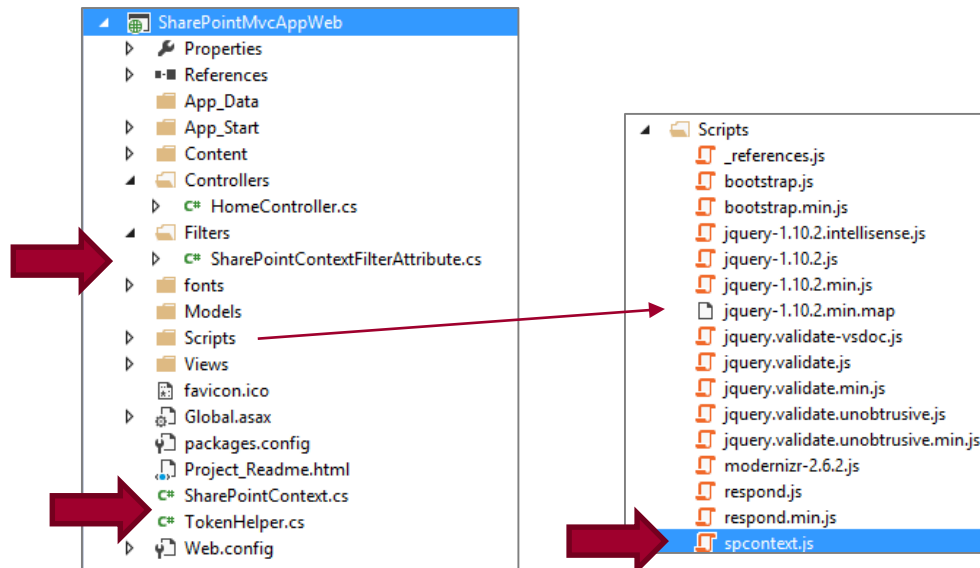 SharePointMvcAppWeb
Properties
References
App_Data
App_Start
Content
Controllers
C# HomeController.cs
Filters
C# SharePointContextFilterAttribute.cs
fonts
Models
Scripts
Views
favicon.ico
Global.asax
packages.config
Project_Readme.html
C# SharePointContext.cs
C# TokenHelper.cs
Web.config
Scripts
_references.js
bootstrap.js
bootstrap.min.js
jquery-1.10.2.intellisense.js
jquery-1.10.2.js
jquery-1.10.2.min.js
jquery-1.10.2.min.map
jquery.validate-vsdoc.js
jquery.validate.js
jquery.validate.min.js
jquery.validate.unobtrusive.js
jquery.validate.unobtrusive.min.js
modernizr-2.6.2.js
respond.js
respond.min.js
spcontext.js